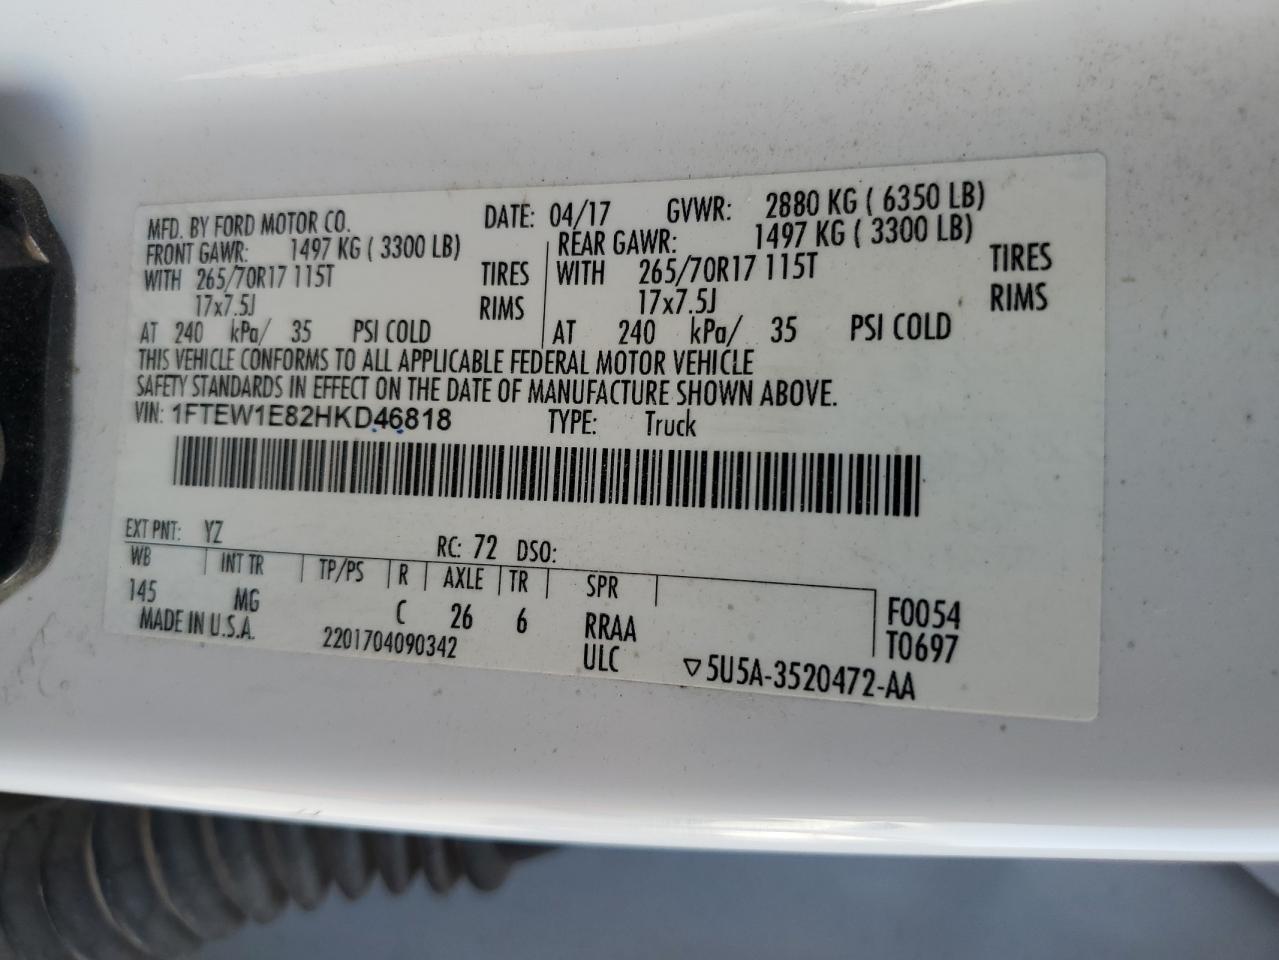 MFD. BY FORD MOTOR CO. DATE: 04/17 GVWR: 2880 KG ( 6350 LB)
FRONT GAWR: 1497 KG ( 3300 LB) REAR GAWR: 1497 KG ( 3300 LB)
WITH 265/70R17 115T TIRES WITH 265/70R17 115T TIRES
17x7.5J RIMS 17x7.5J RIMS
AT 240 kPa/ 35 PSI COLD AT 240 kPa/ 35 PSI COLD
THIS VEHICLE CONFORMS TO ALL APPLICABLE FEDERAL MOTOR VEHICLE
SAFETY STANDARDS IN EFFECT ON THE DATE OF MANUFACTURE SHOWN ABOVE.
VIN: 1FTEW1E82HKD46818 TYPE: Truck
EXT PNT: YZ RC: 72 DSO:
WB INT TR TP/PS R AXLE TR SPR
145 MG C 26 6 RRAA F0054
MADE IN U.S.A. 2201704090342 ULC T0697
▽5U5A-3520472-AA